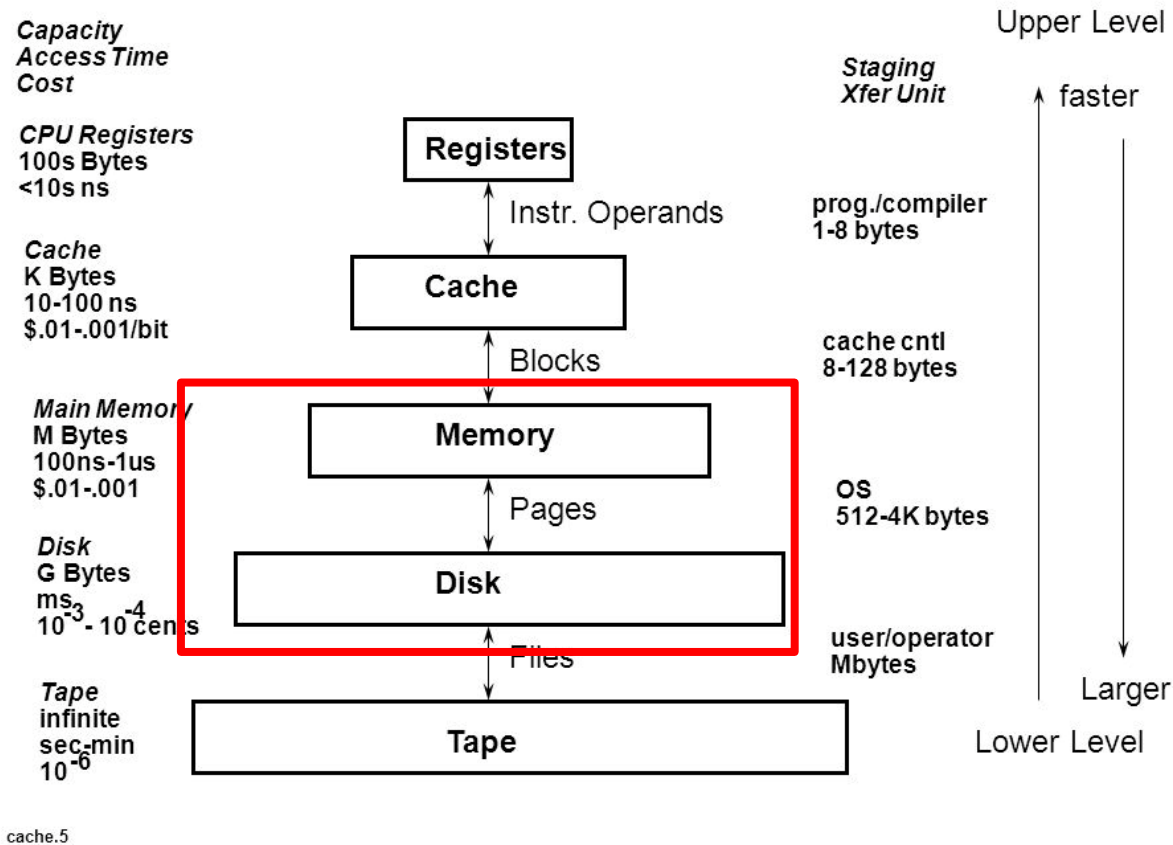 Capacity
Access Time
Cost
CPU Registers
100s Bytes
<10s ns
Cache
K Bytes
10-100 ns
$.01-.001/bit
Main Memory
M Bytes
100ns-1us
$.01-.001
Disk
G Bytes
ms
10-3 - 10-4 cents
Tape
infinite
sec-min
10-6
Registers
Instr. Operands
Cache
Blocks
Memory
Pages
Disk
Files
Tape
Staging
Xfer Unit
prog./compiler
1-8 bytes
cache cntl
8-128 bytes
OS
512-4K bytes
user/operator
Mbytes
Upper Level
faster
Larger
Lower Level
cache.5